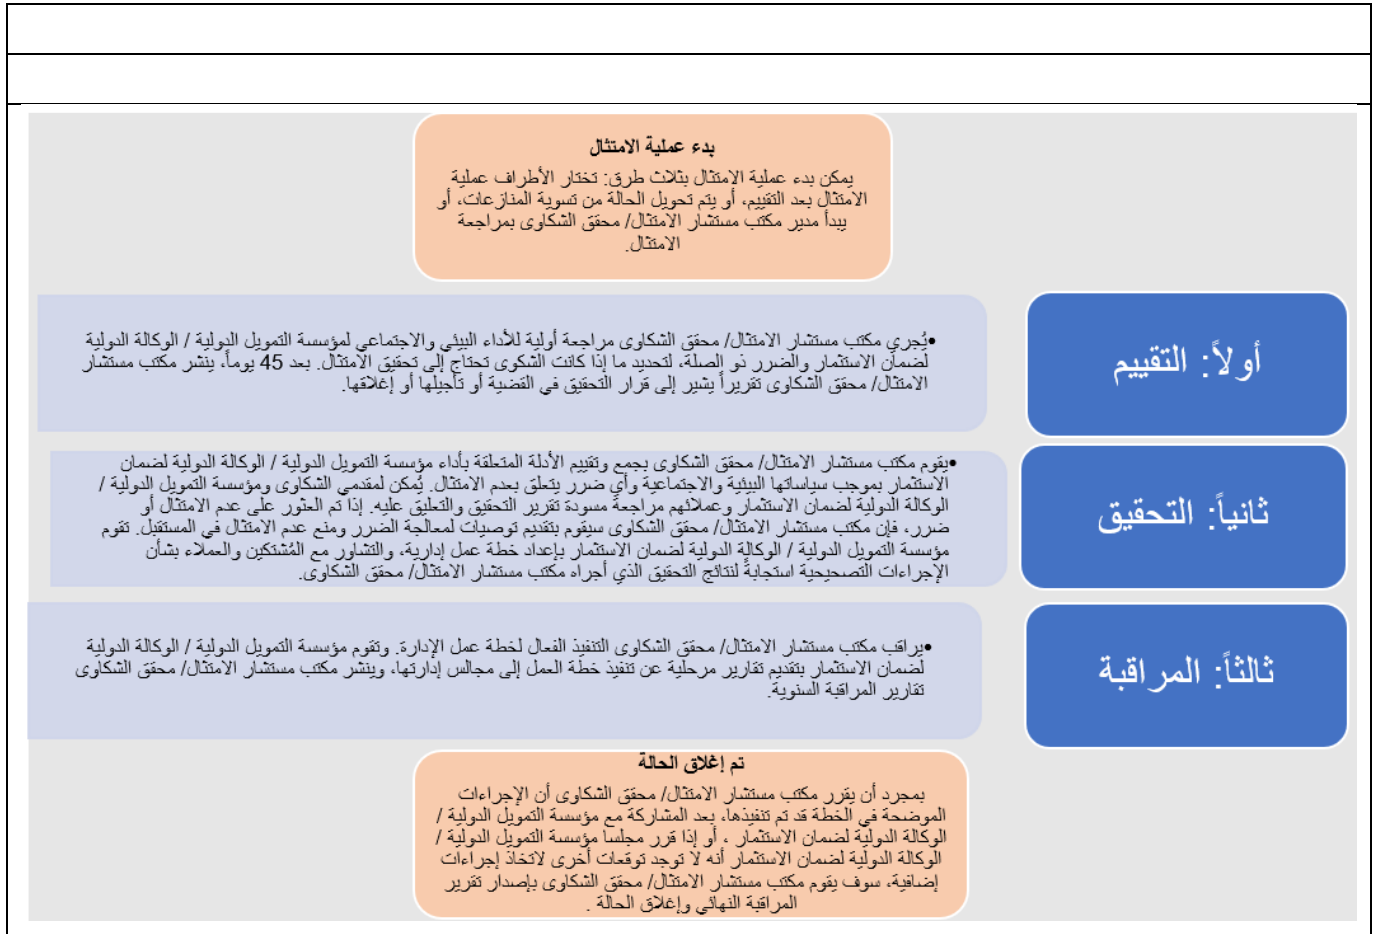 بدء عملية الامتثال
يمكن بدء عملية الامتثال بثلاث طرق: تختار الأطراف عملية
الامتثال بعد التقييم، أو يتم تحويل الحالة من تسوية المنازعات، أو
يبدأ مدير مكتب مستشار الامتثال/ محقق الشكاوى بمراجعة
الامتثال.
أولاً: التقييم
•يُجري مكتب مستشار الامتثال/ محقق الشكاوى مراجعة أولية للأداء البيئي والاجتماعي لمؤسسة التمويل الدولية / الوكالة الدولية
لضمان الاستثمار والضرر ذو الصلة، لتحديد ما إذا كانت الشكوى تحتاج إلى تحقيق الامتثال. بعد 45 يوماً، ينشر مكتب مستشار
الامتثال/ محقق الشكاوى تقريراً يشير إلى قرار التحقيق في القضية أو تأجيلها أو إغلاقها.
ثانياً: التحقيق
•يقوم مكتب مستشار الامتثال/ محقق الشكاوى بجمع وتقييم الأدلة المتعلقة بأداء مؤسسة التمويل الدولية / الوكالة الدولية لضمان
الاستثمار بموجب سياساتها البيئية والاجتماعية وأي ضرر يتعلق بعدم الامتثال. يُمكن لمقدمي الشكاوى ومؤسسة التمويل الدولية /
الوكالة الدولية لضمان الاستثمار وعملائهم مراجعة مسودة تقرير التحقيق والتعليق عليه. إذا تم العثور على عدم الامتثال أو
ضرر، فإن مكتب مستشار الامتثال/ محقق الشكاوى سيقوم بتقديم توصيات لمعالجة الضرر ومنع عدم الامتثال في المستقبل. تقوم
مؤسسة التمويل الدولية / الوكالة الدولية لضمان الاستثمار بإعداد خطة عمل إدارية، والتشاور مع المُشتكين والعملاء بشأن
الإجراءات التصحيحية استجابةً لنتائج التحقيق الذي أجراه مكتب مستشار الامتثال/ محقق الشكاوى.
ثالثاً: المراقبة
•يراقب مكتب مستشار الامتثال/ محقق الشكاوى التنفيذ الفعال لخطة عمل الإدارة. وتقوم مؤسسة التمويل الدولية / الوكالة الدولية
لضمان الاستثمار بتقديم تقارير مرحلية عن تنفيذ خطة العمل إلى مجالس إدارتها، وينشر مكتب مستشار الامتثال/ محقق الشكاوى
تقارير المراقبة السنوية.
تم إغلاق الحالة
بمجرد أن يقرر مكتب مستشار الامتثال/ محقق الشكاوى أن الإجراءات
الموضحة في الخطة قد تم تنفيذها، بعد المشاركة مع مؤسسة التمويل الدولية /
الوكالة الدولية لضمان الاستثمار ، أو إذا قرر مجلسا مؤسسة التمويل الدولية /
الوكالة الدولية لضمان الاستثمار أنه لا توجد توقعات أخرى لاتخاذ إجراءات
إضافية، سوف يقوم مكتب مستشار الامتثال/ محقق الشكاوى بإصدار تقرير
المراقبة النهائي وإغلاق الحالة .